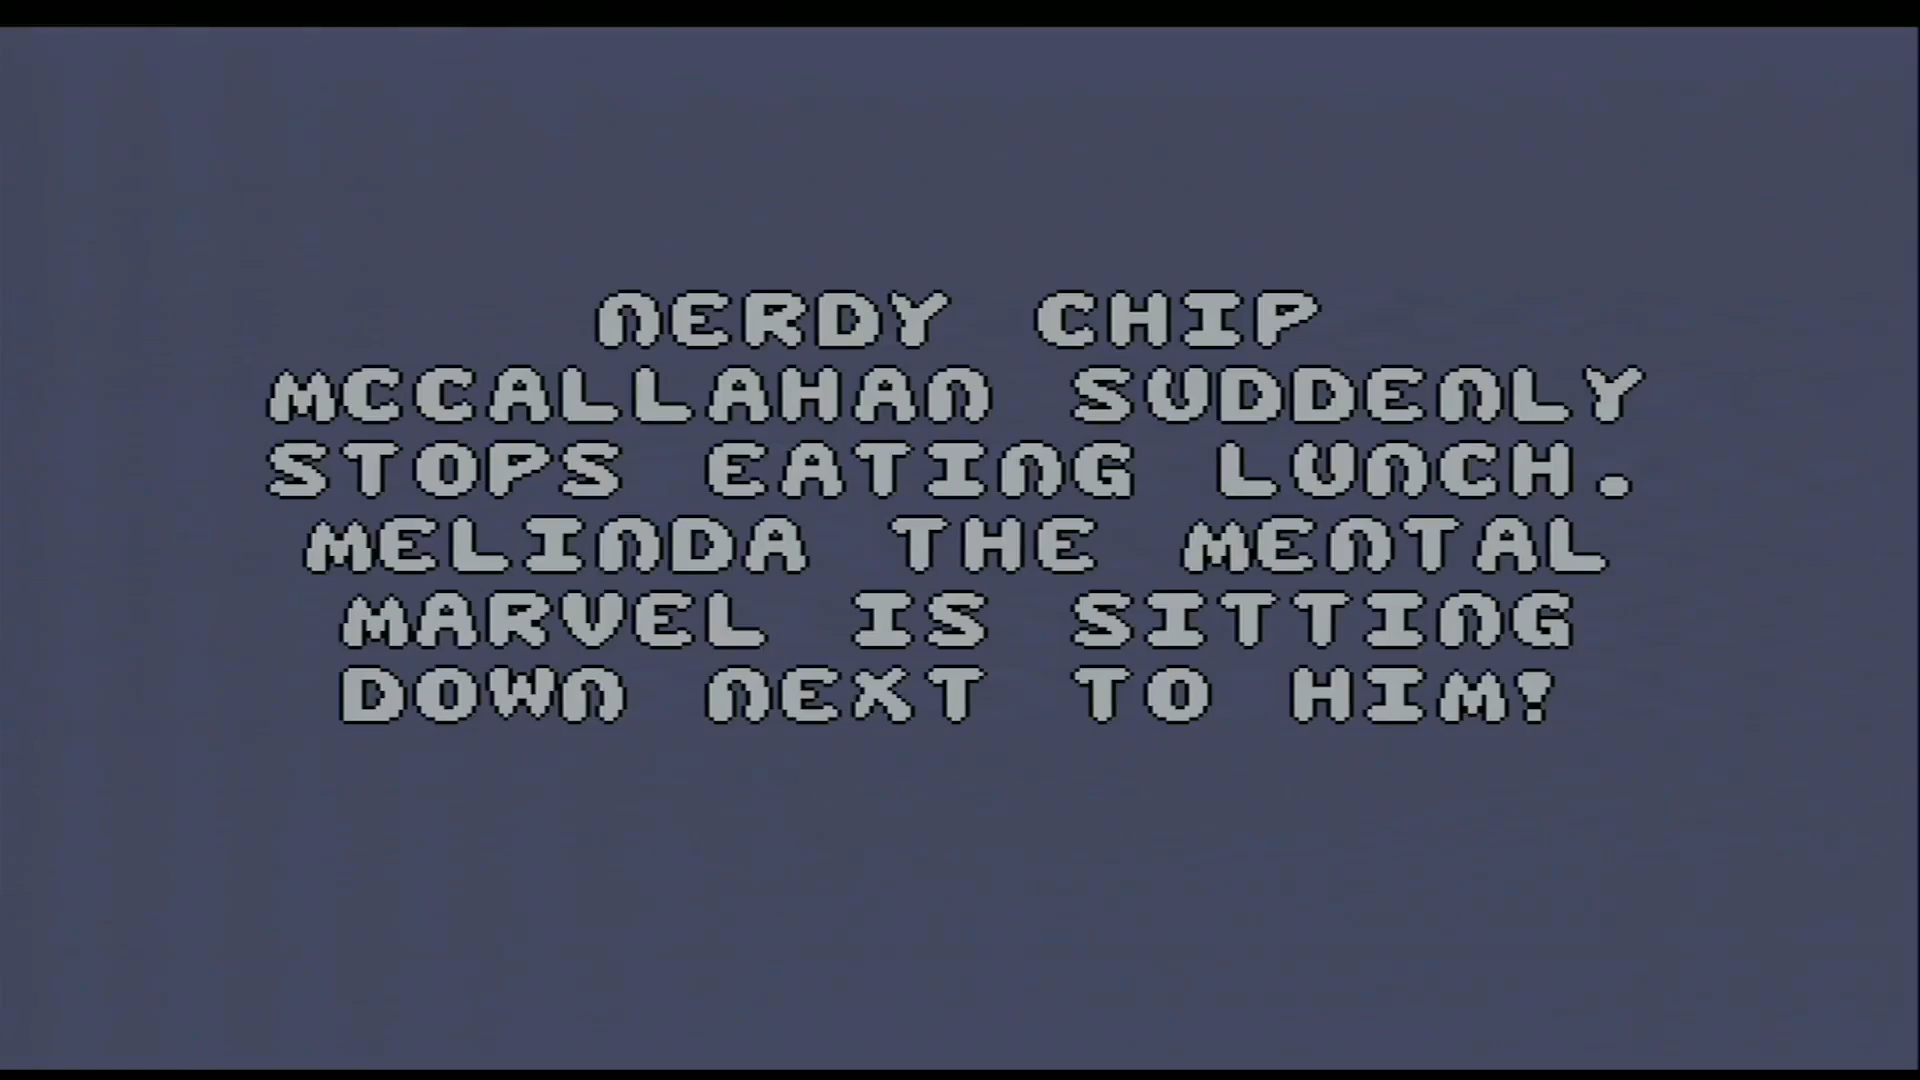 NERDY CHIP
MCCALLAHAN SUDDENLY
STOPS EATING LUNCH.
MELINDA THE MENTAL
MARVEL IS SITTING
DOWN NEXT TO HIM!